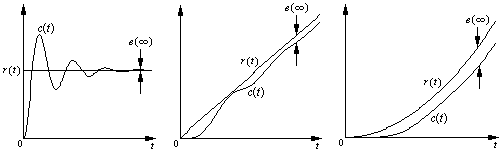 c(t)
e(∞)
r(t)
0
t
e(∞)
r(t)
c(t)
0
t
e(∞)
r(t)
c(t)
0
t